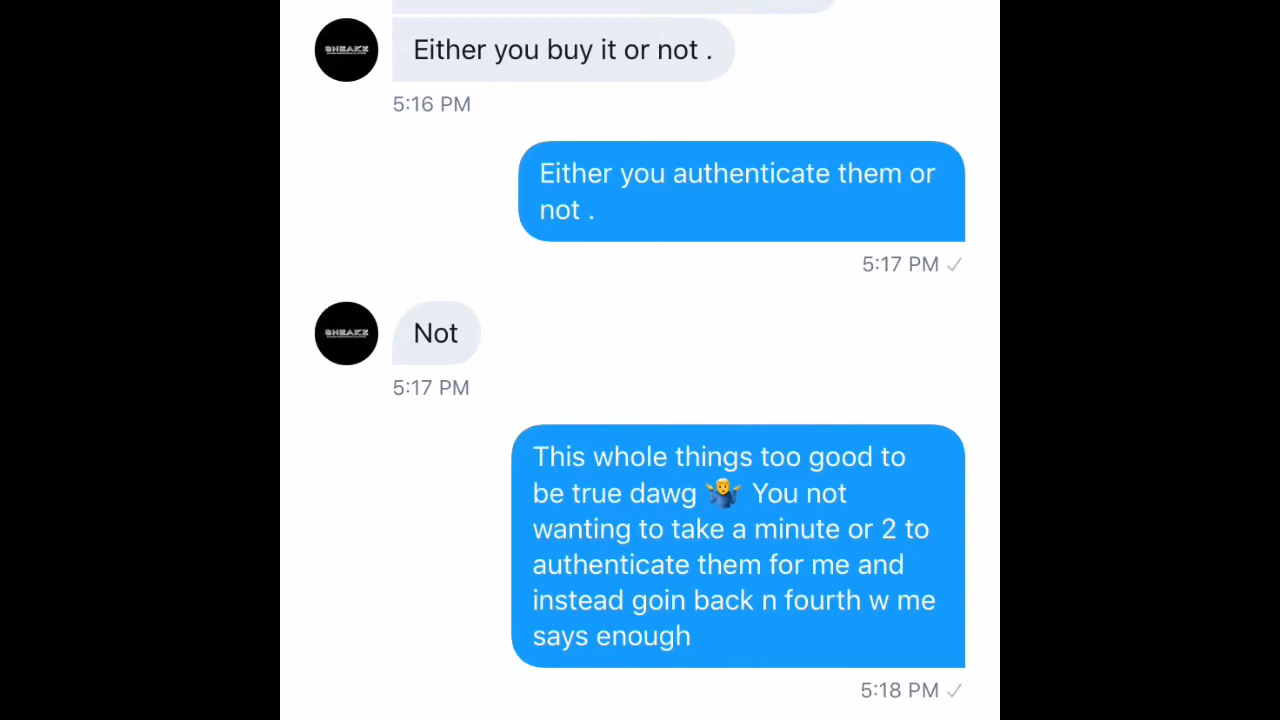 SNEAKZ
Either you buy it or not .
5:16 PM
Either you authenticate them or
not .
5:17 PM
Not
5:17 PM
This whole things too good to
be true dawg 🤷‍♂️ You not
wanting to take a minute or 2 to
authenticate them for me and
instead goin back n fourth w me
says enough
5:18 PM